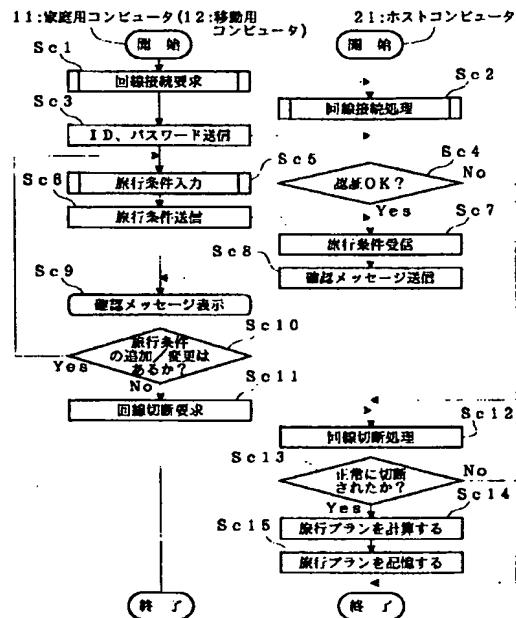 11:家庭用コンピュータ(12:移動用
コンピュータ)
21:ホストコンピュータ
開 始
開 始
Sc1
回線接続要求
Sc2
回線接続処理
Sc3
ID、パスワード送信
Sc4
認証OK?
No
Yes
Sc5
旅行条件入力
Sc6
旅行条件送信
Sc7
旅行条件受信
Sc8
確認メッセージ送信
Sc9
確認メッセージ表示
Sc10
旅行条件
の追加/変更は
あるか?
Yes
No
Sc11
回線切断要求
Sc12
回線切断処理
Sc13
正常に切断
されたか?
No
Yes
Sc14
旅行プランを計算する
Sc15
旅行プランを記憶する
終 了
終 了